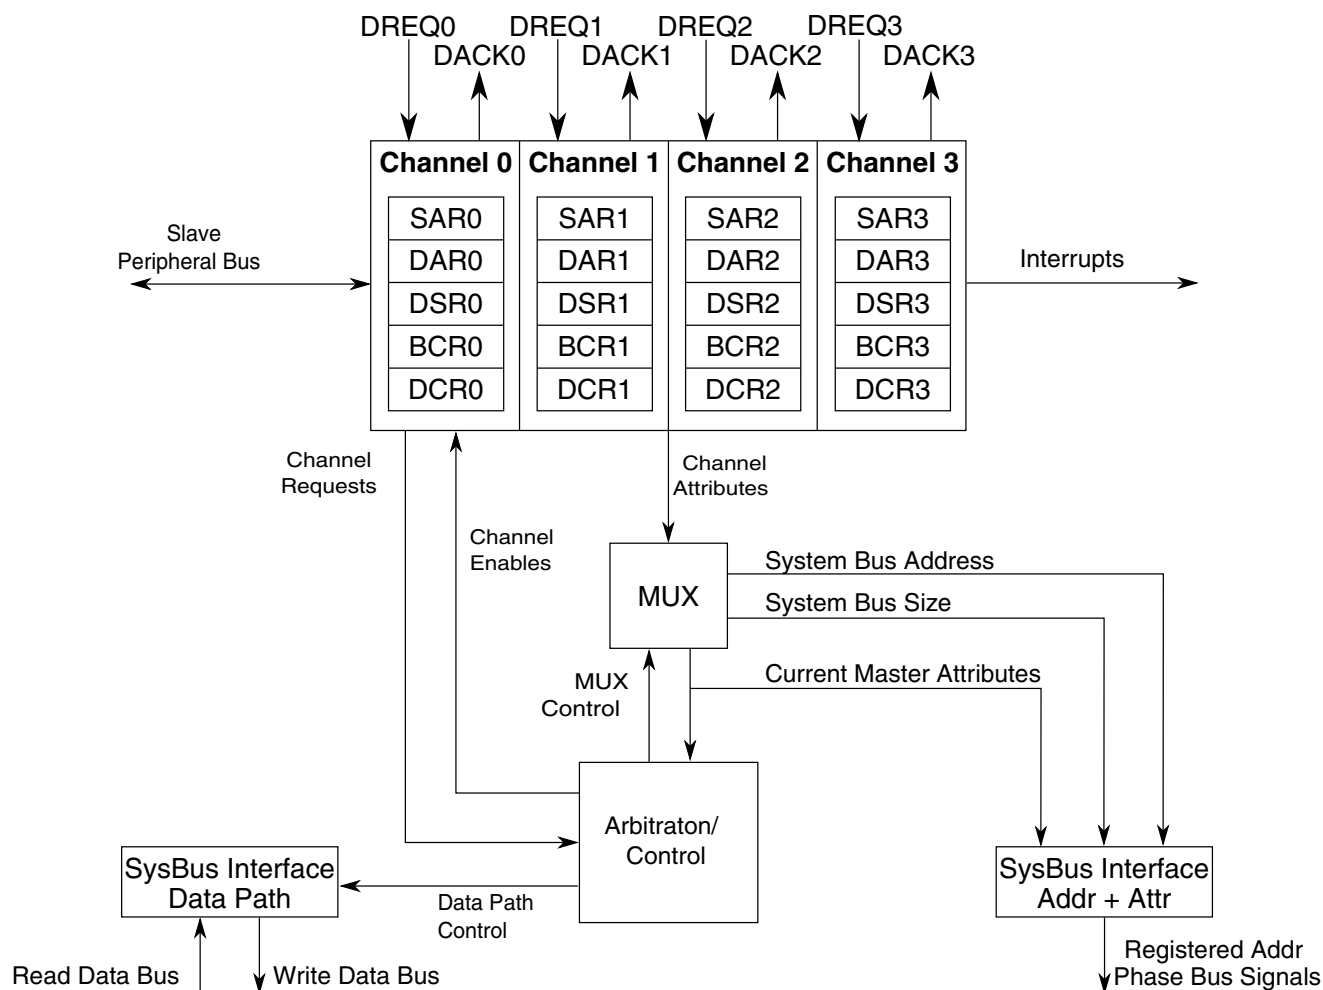 DREQ0 DREQ1 DREQ2 DREQ3
DACK0 DACK1 DACK2 DACK3
Channel 0 Channel 1 Channel 2 Channel 3
SAR0 SAR1 SAR2 SAR3
DAR0 DAR1 DAR2 DAR3
DSR0 DSR1 DSR2 DSR3
BCR0 BCR1 BCR2 BCR3
DCR0 DCR1 DCR2 DCR3
Slave
Peripheral Bus
Interrupts
Channel
Requests
Channel
Attributes
Channel
Enables
MUX
System Bus Address
System Bus Size
Current Master Attributes
MUX
Control
Arbitraton/
Control
SysBus Interface
Data Path
Data Path
Control
SysBus Interface
Addr + Attr
Read Data Bus
Write Data Bus
Registered Addr
Phase Bus Signals